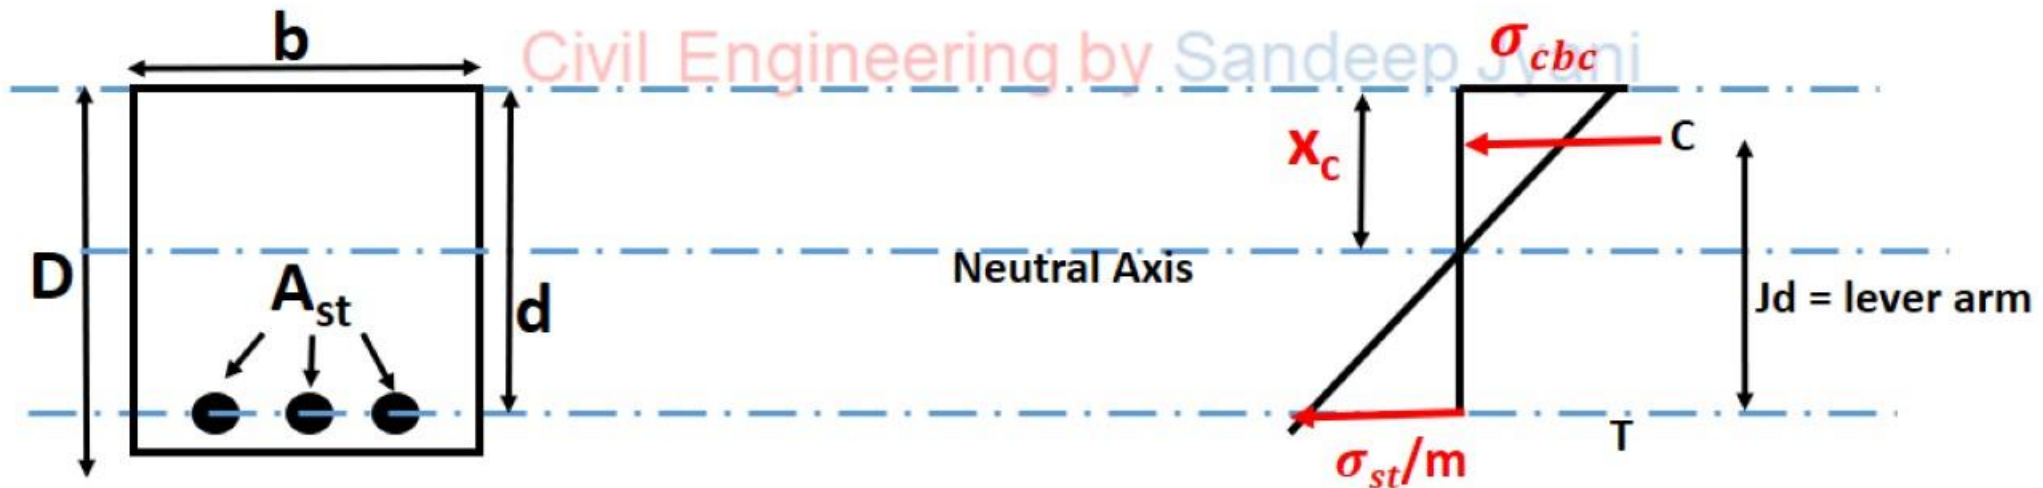 Civil Engineering by Sandeep Jyani
b
σcbc
xc
C
D
Ast
d
Neutral Axis
Jd = lever arm
T
σst/m